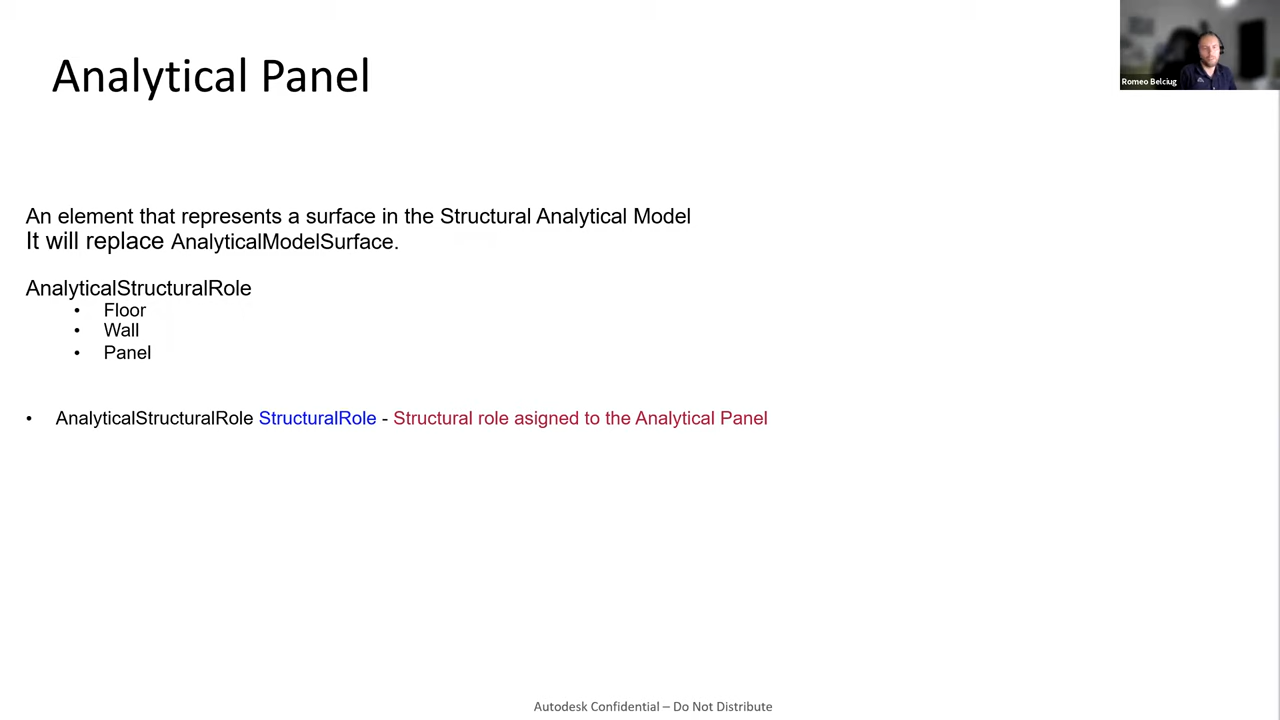 Analytical Panel
Romeo Belciug
An element that represents a surface in the Structural Analytical Model
It will replace AnalyticalModelSurface.
AnalyticalStructuralRole
• Floor
• Wall
• Panel
• AnalyticalStructuralRole StructuralRole - Structural role asigned to the Analytical Panel
Autodesk Confidential – Do Not Distribute